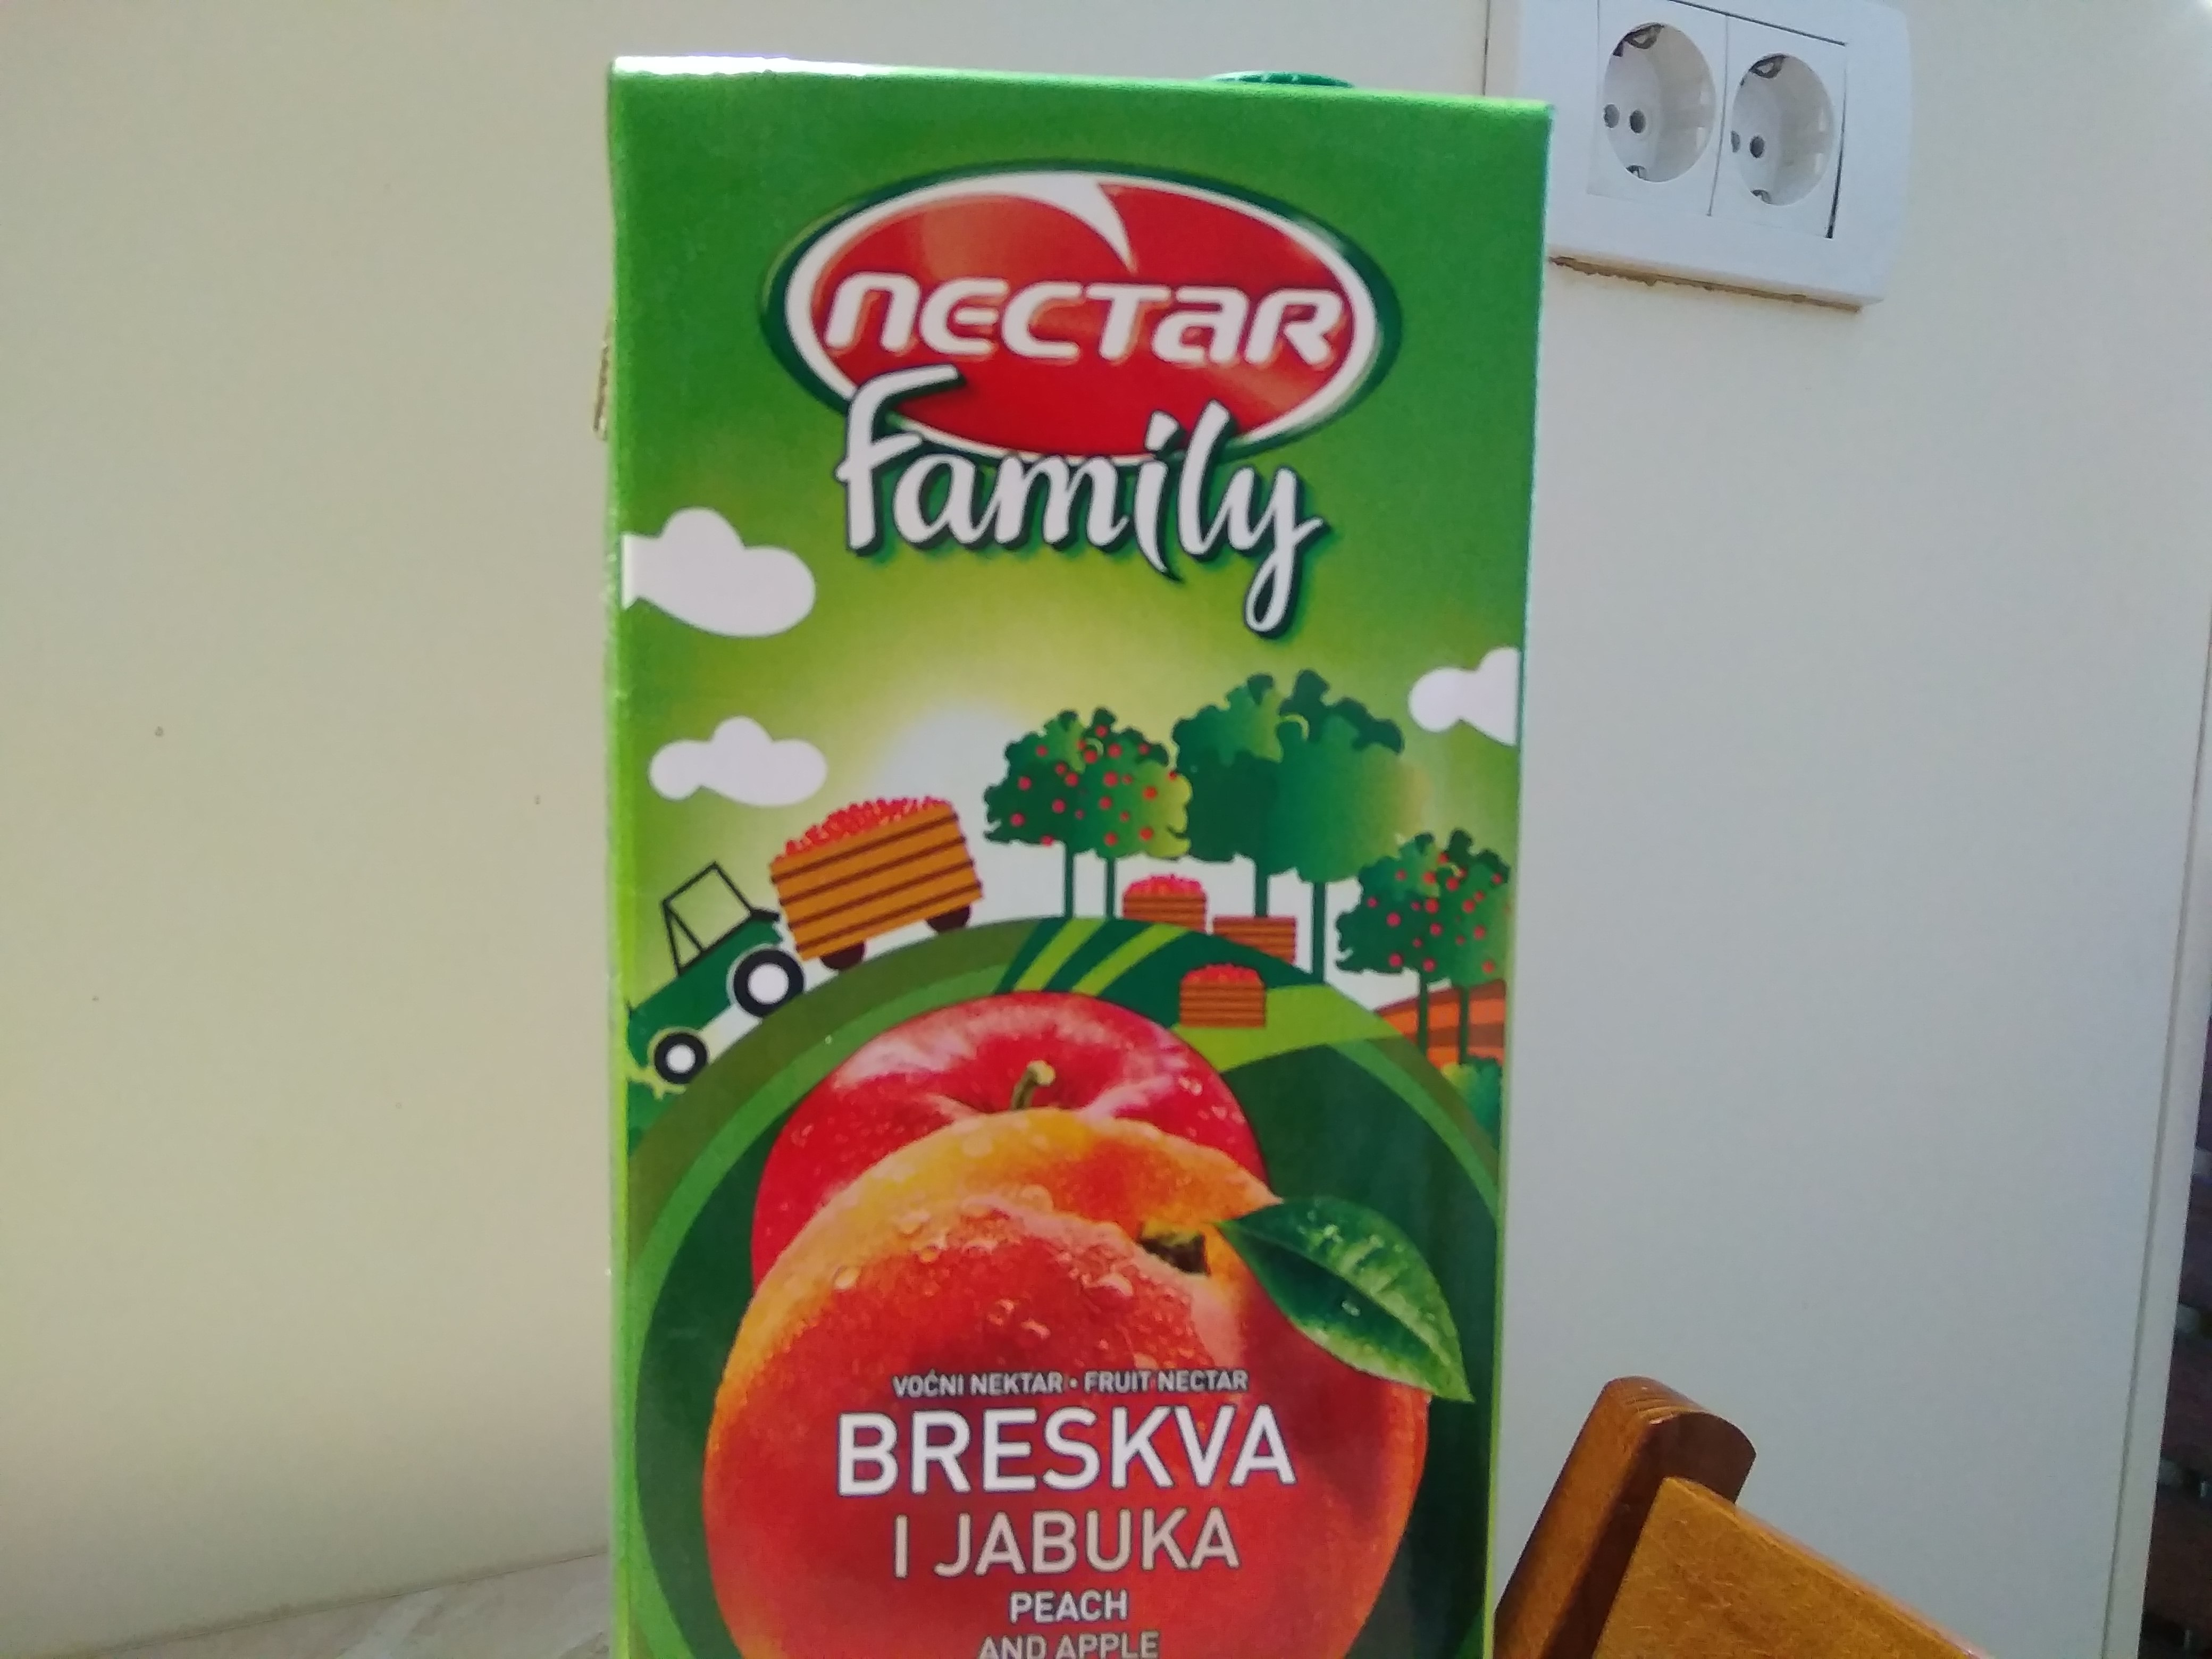 nectar
Family
VOĆNI NEKTAR • FRUIT NECTAR
BRESKVA
I JABUKA
PEACH
AND APPLE